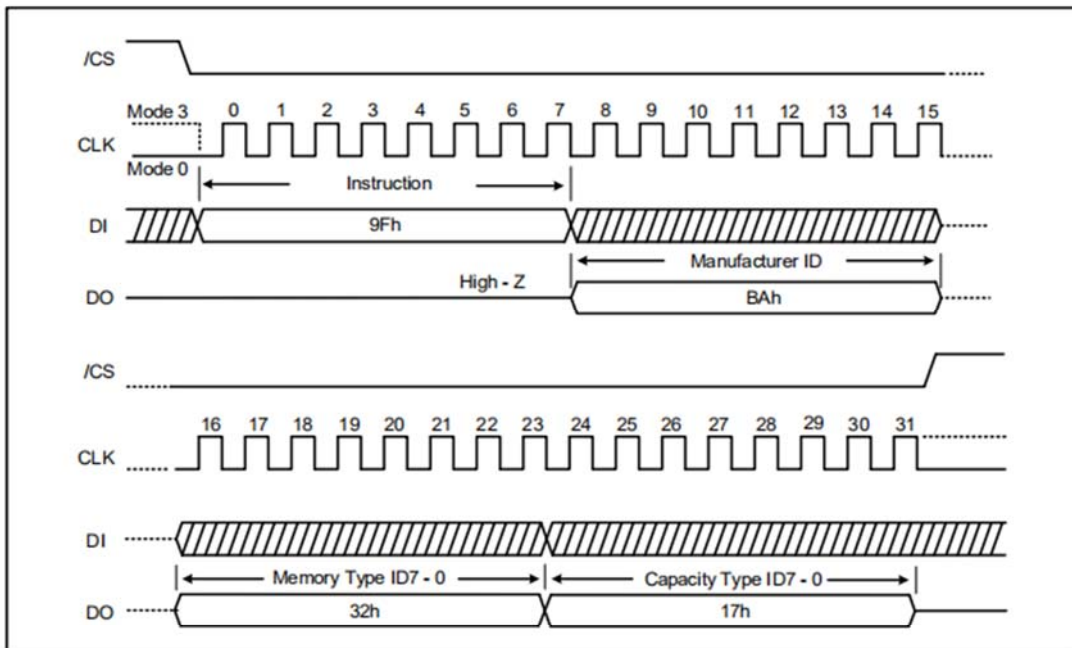 /CS
Mode 3 0 1 2 3 4 5 6 7 8 9 10 11 12 13 14 15
CLK
Mode 0
Instruction
DI 9Fh
Manufacturer ID
High - Z
DO BAh
/CS
16 17 18 19 20 21 22 23 24 25 26 27 28 29 30 31
CLK
DI
Memory Type ID7 - 0 Capacity Type ID7 - 0
DO 32h 17h